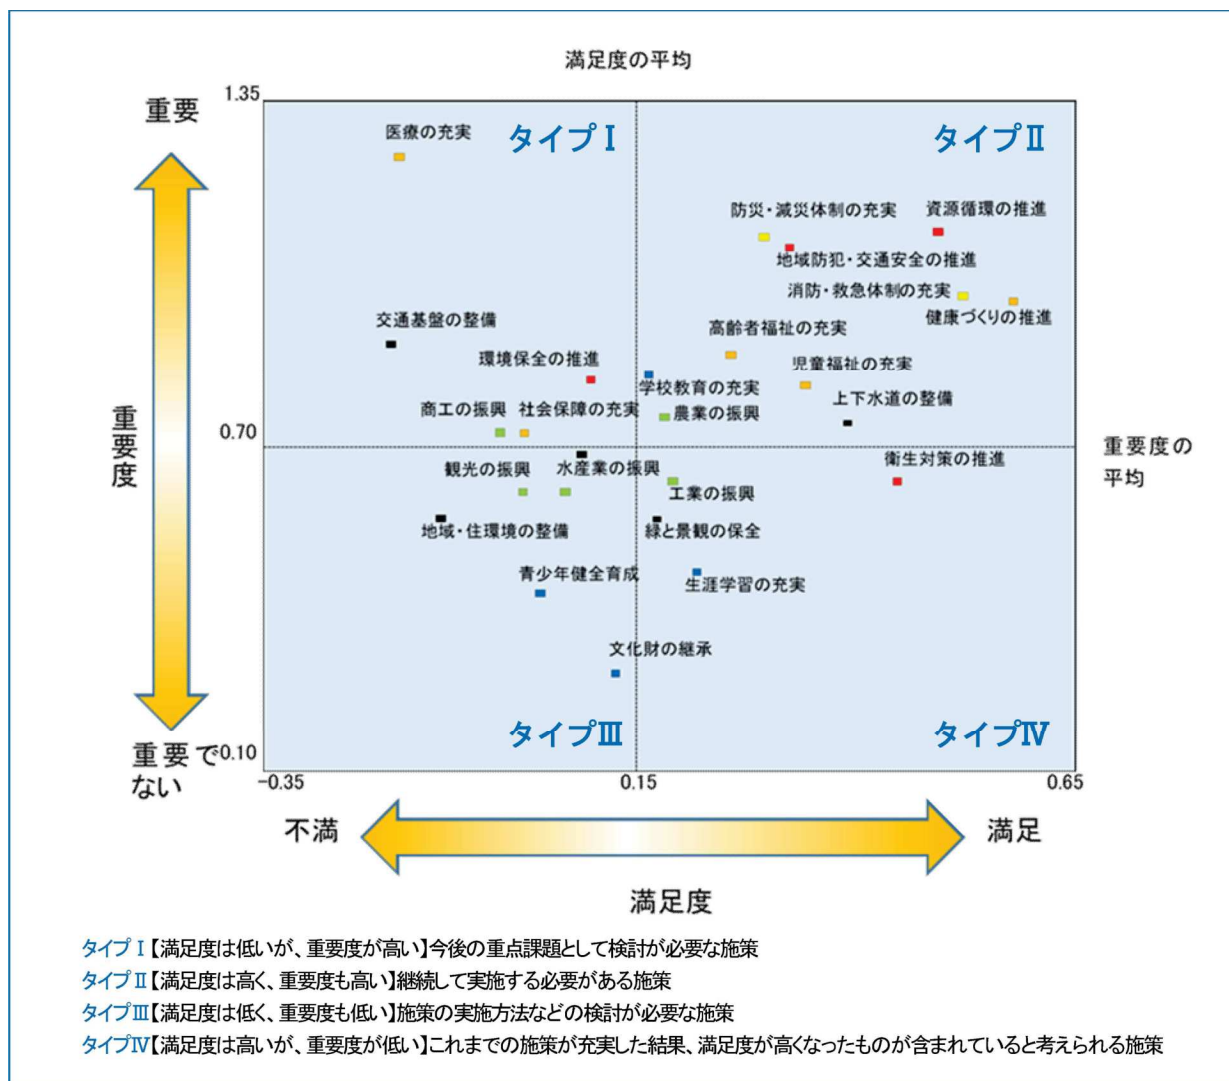 満足度の平均
重要
1.35
医療の充実
タイプⅠ
タイプⅡ
防災・減災体制の充実
資源循環の推進
地域防犯・交通安全の推進
消防・救急体制の充実
健康づくりの推進
交通基盤の整備
高齢者福祉の充実
環境保全の推進
児童福祉の充実
学校教育の充実
商工の振興
社会保障の充実
農業の振興
上下水道の整備
重要度
0.70
重要度の
平均
観光の振興
水産業の振興
衛生対策の推進
工業の振興
地域・住環境の整備
緑と景観の保全
青少年健全育成
生涯学習の充実
文化財の継承
タイプⅢ
タイプⅣ
重要で
ない
0.10
-0.35
0.15
0.65
不満
満足
満足度
タイプⅠ【満足度は低いが、重要度が高い】今後の重点課題として検討が必要な施策
タイプⅡ【満足度は高く、重要度も高い】継続して実施する必要がある施策
タイプⅢ【満足度は低く、重要度も低い】施策の実施方法などの検討が必要な施策
タイプⅣ【満足度は高いが、重要度が低い】これまでの施策が充実した結果、満足度が高くなったものが含まれていると考えられる施策